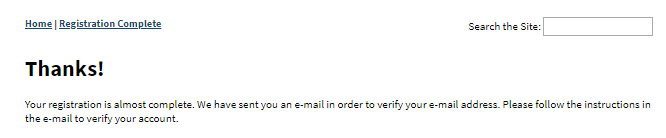 Home | Registration Complete
Search the Site:
Thanks!
Your registration is almost complete. We have sent you an e-mail in order to verify your e-mail address. Please follow the instructions in
the e-mail to verify your account.